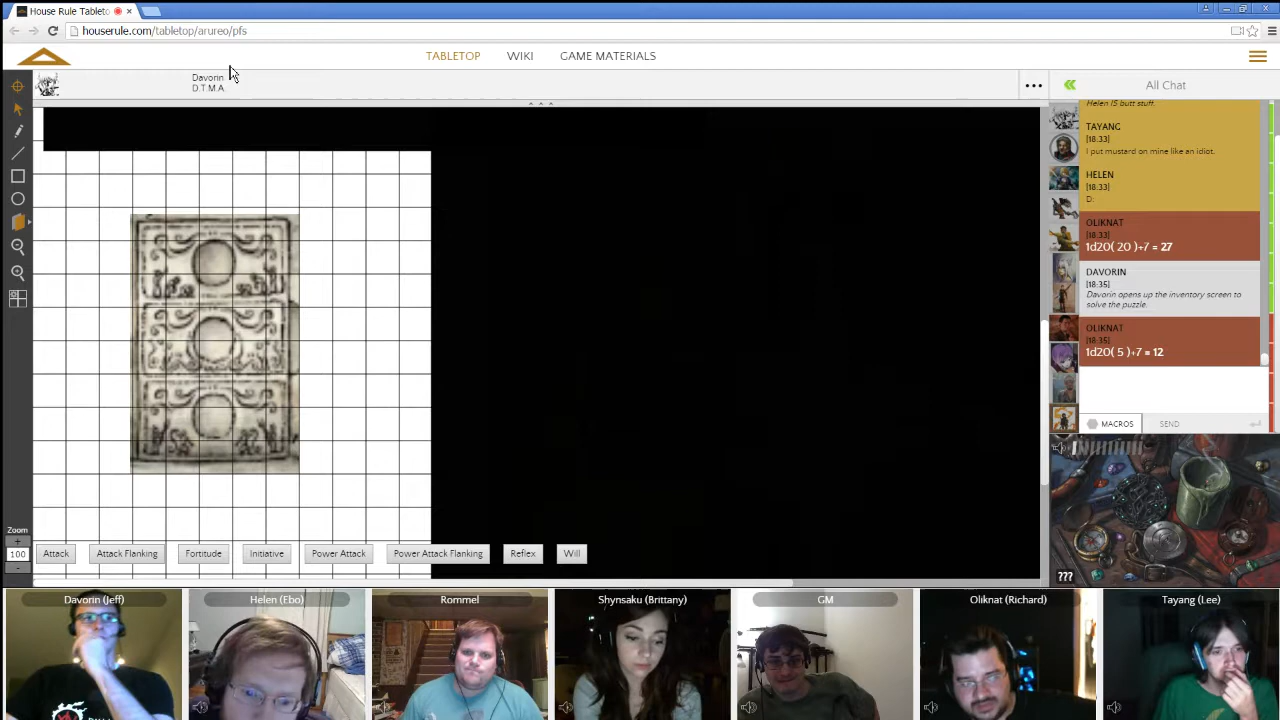 House Rule Tableto
houserule.com/tabletop/arureo/pfs
TABLETOP WIKI GAME MATERIALS
Davorin
D.T.M.A.
All Chat
Helen IS butt stuff.
TAYANG
[18:33]
I put mustard on mine like an idiot.
HELEN
[18:33]
D:
OLIKNAT
[18:33]
1d20( 20 )+7 = 27
DAVORIN
[18:35]
Davorin opens up the inventory screen to
solve the puzzle.
OLIKNAT
[18:35]
1d20( 5 )+7 = 12
MACROS SEND
Zoom
+
100
-
Attack Attack Flanking Fortitude Initiative Power Attack Power Attack Flanking Reflex Will
???
Davorin (Jeff) Helen (Ebo) Rommel Shynsaku (Brittany) GM Oliknat (Richard) Tayang (Lee)